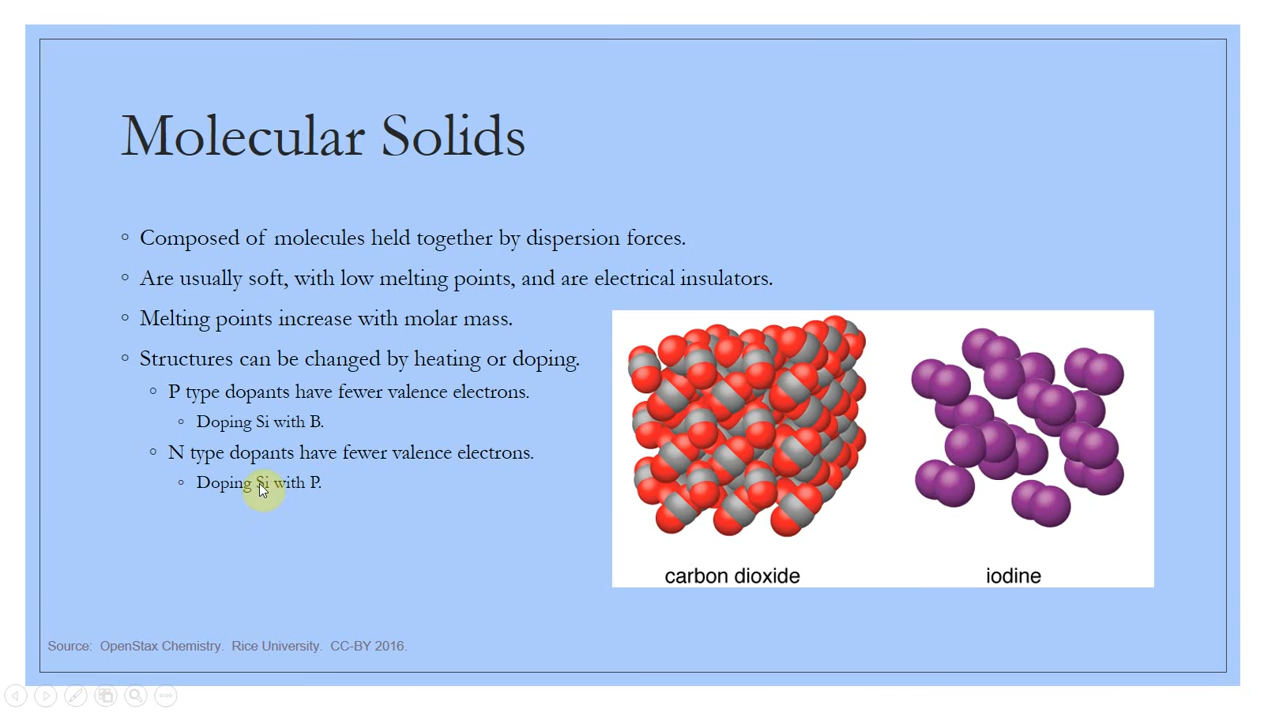 Molecular Solids
◦ Composed of molecules held together by dispersion forces.
◦ Are usually soft, with low melting points, and are electrical insulators.
◦ Melting points increase with molar mass.
◦ Structures can be changed by heating or doping.
◦ P type dopants have fewer valence electrons.
◦ Doping Si with B.
◦ N type dopants have fewer valence electrons.
◦ Doping Si with P.
carbon dioxide
iodine
Source: OpenStax Chemistry. Rice University. CC-BY 2016.